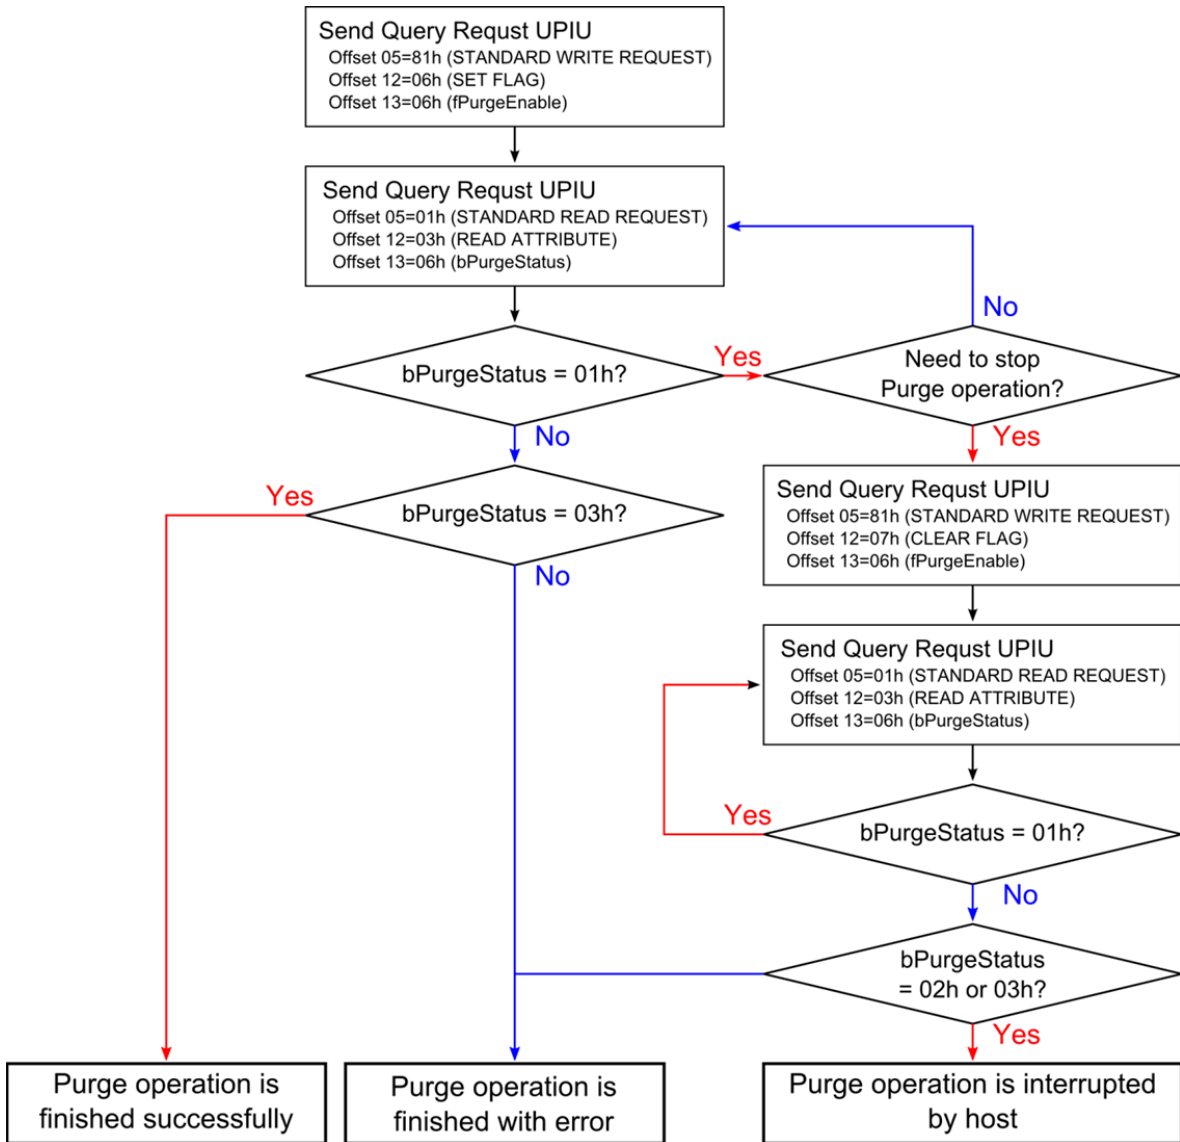 Send Query Requst UPIU
Offset 05=81h (STANDARD WRITE REQUEST)
Offset 12=06h (SET FLAG)
Offset 13=06h (fPurgeEnable)
Send Query Requst UPIU
Offset 05=01h (STANDARD READ REQUEST)
Offset 12=03h (READ ATTRIBUTE)
Offset 13=06h (bPurgeStatus)
No
bPurgeStatus = 01h?
Yes
Need to stop
Purge operation?
No
Yes
Yes
bPurgeStatus = 03h?
No
Send Query Requst UPIU
Offset 05=81h (STANDARD WRITE REQUEST)
Offset 12=07h (CLEAR FLAG)
Offset 13=06h (fPurgeEnable)
Send Query Requst UPIU
Offset 05=01h (STANDARD READ REQUEST)
Offset 12=03h (READ ATTRIBUTE)
Offset 13=06h (bPurgeStatus)
Yes
bPurgeStatus = 01h?
No
bPurgeStatus
= 02h or 03h?
Yes
Purge operation is
finished successfully
Purge operation is
finished with error
Purge operation is interrupted
by host